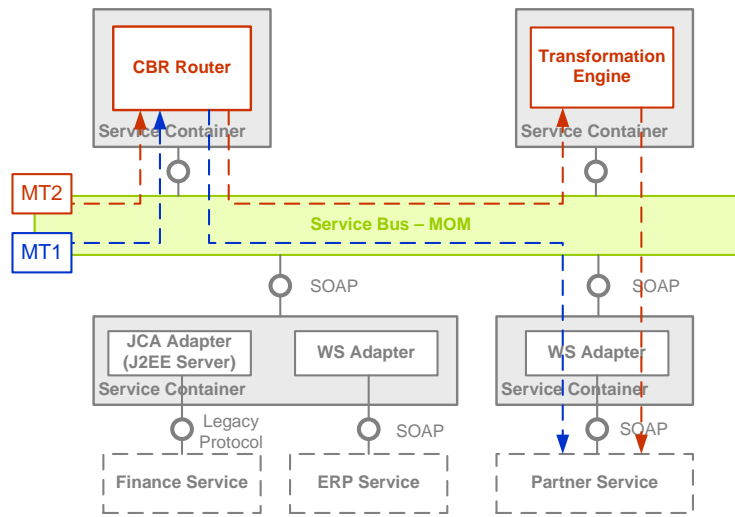 CBR Router
Service Container
Transformation
Engine
Service Container
MT2
MT1
Service Bus – MOM
SOAP
SOAP
JCA Adapter
(J2EE Server)
WS Adapter
Service Container
WS Adapter
Service Container
Legacy
Protocol
SOAP
SOAP
Finance Service
ERP Service
Partner Service